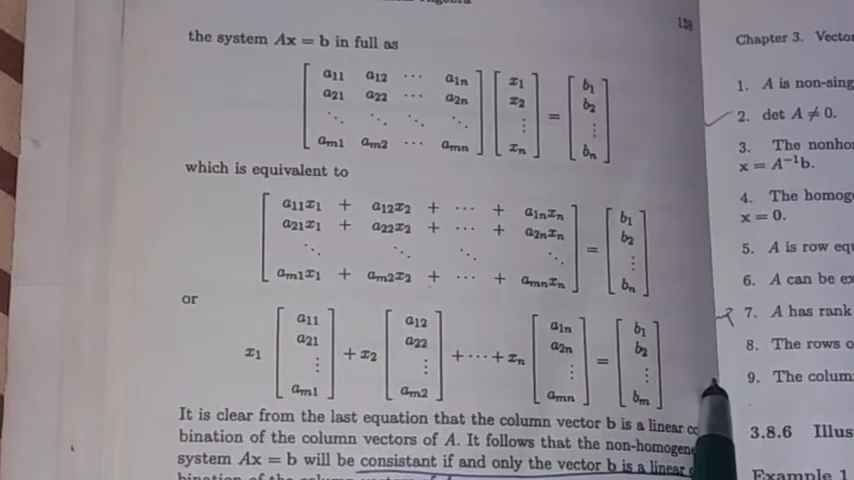 138
the system Ax = b in full as
[ a11 a12 ⋯ a1n ] [ x1 ] = [ b1 ]
[ a21 a22 ⋯ a2n ] [ x2 ] [ b2 ]
[ ⋱ ⋱ ⋱ ⋱ ] [ ⋮ ] [ ⋮ ]
[ am1 am2 ⋯ amn ] [ xn ] [ bn ]
which is equivalent to
[ a11x1 + a12x2 + ⋯ + a1nxn ] = [ b1 ]
[ a21x1 + a22x2 + ⋯ + a2nxn ] [ b2 ]
[ ⋱ ⋱ ⋱ ⋱ ] [ ⋮ ]
[ am1x1 + am2x2 + ⋯ + amnxn ] [ bn ]
or
x1 [ a11 ] + x2 [ a12 ] + ⋯ + xn [ a1n ] = [ b1 ]
[ a21 ] [ a22 ] [ a2n ] [ b2 ]
[ ⋮ ] [ ⋮ ] [ ⋮ ] [ ⋮ ]
[ am1 ] [ am2 ] [ amn ] [ bm ]
It is clear from the last equation that the column vector b is a linear co
bination of the column vectors of A. It follows that the non-homogene
system Ax = b will be consistant if and only the vector b is a linear
Chapter 3. Vector
1. A is non-sing
2. det A ≠ 0.
3. The nonho
x = A⁻¹b.
4. The homog
x = 0.
5. A is row equ
6. A can be ex
7. A has rank
8. The rows o
9. The colum
3.8.6 Illus
Example 1